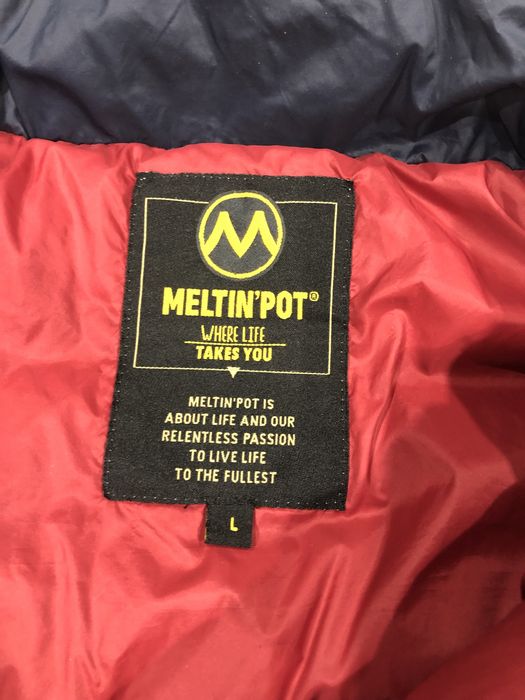 M
MELTIN'POT®
WHERE LIFE
TAKES YOU
MELTIN'POT IS
ABOUT LIFE AND OUR
RELENTLESS PASSION
TO LIVE LIFE
TO THE FULLEST
L